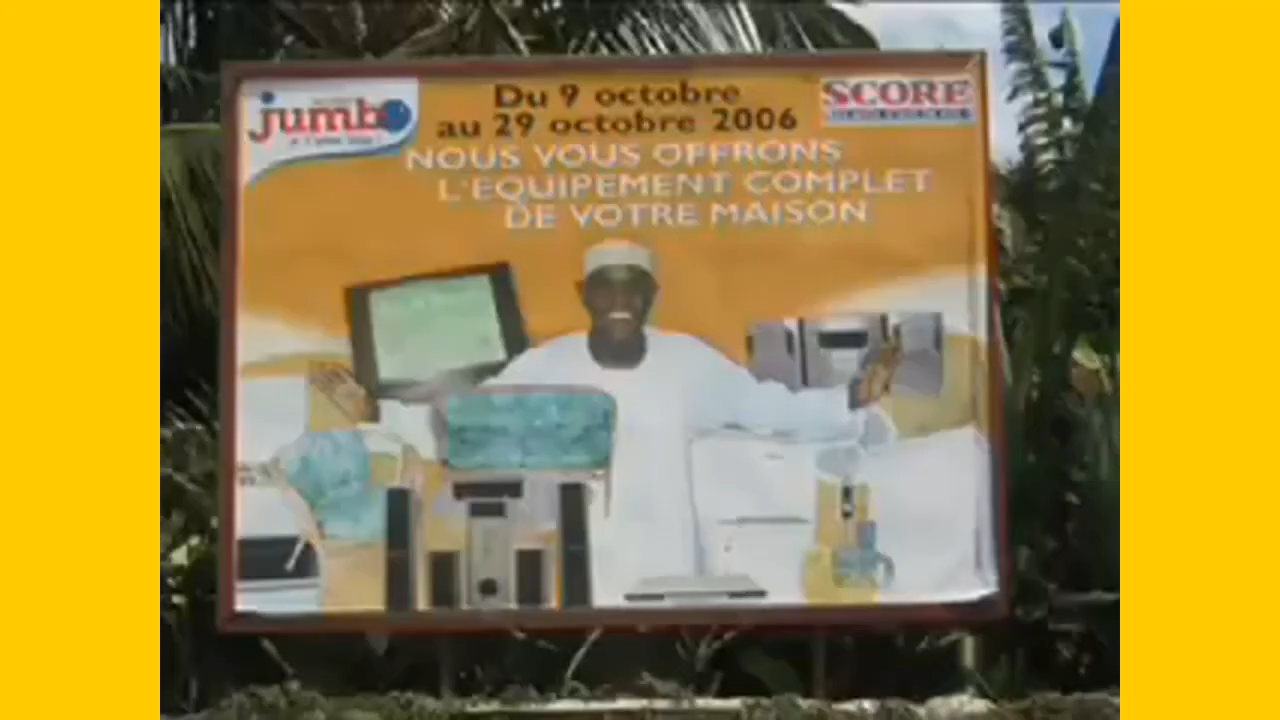 jumbo
SCORE
Du 9 octobre
au 29 octobre 2006
NOUS VOUS OFFRONS
L'EQUIPEMENT COMPLET
DE VOTRE MAISON